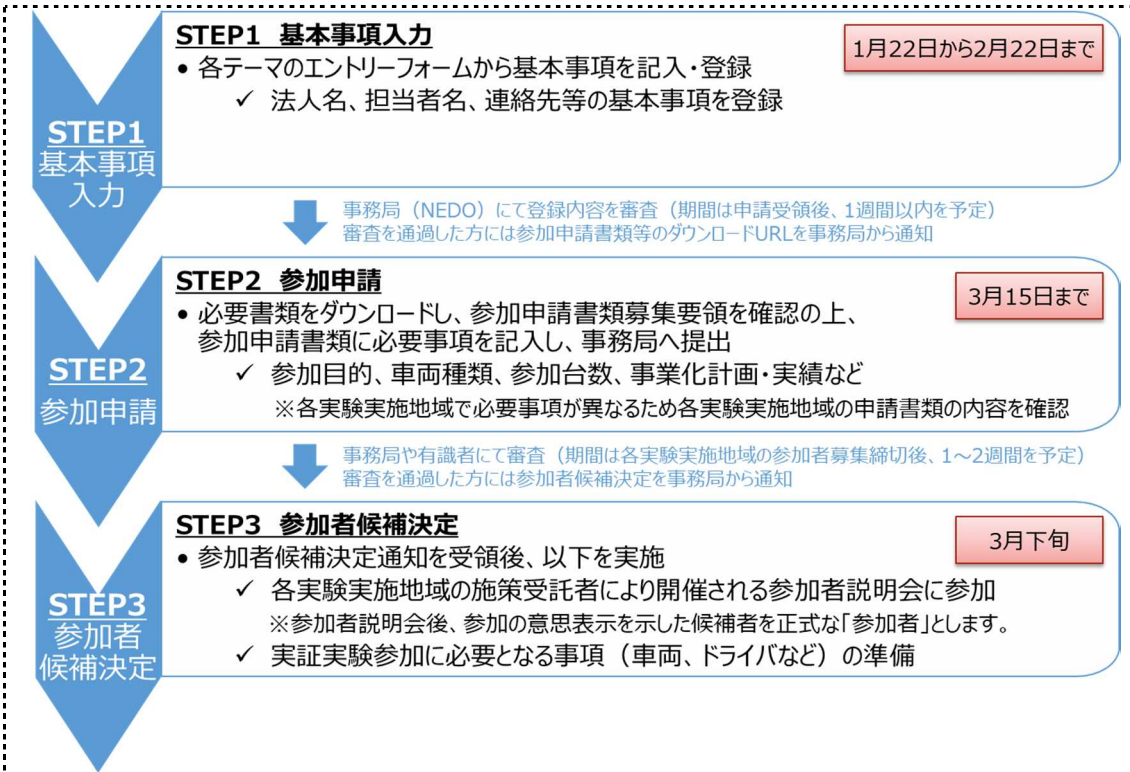 STEP1 基本事項入力
1月22日から2月22日まで
• 各テーマのエントリーフォームから基本事項を記入・登録
✓ 法人名、担当者名、連絡先等の基本事項を登録
STEP1
基本事項
入力
事務局（NEDO）にて登録内容を審査（期間は申請受領後、1週間以内を予定）
審査を通過した方には参加申請書類等のダウンロードURLを事務局から通知
STEP2 参加申請
3月15日まで
• 必要書類をダウンロードし、参加申請書類募集要領を確認の上、
参加申請書類に必要事項を記入し、事務局へ提出
✓ 参加目的、車両種類、参加台数、事業化計画・実績など
※各実験実施地域で必要事項が異なるため各実験実施地域の申請書類の内容を確認
STEP2
参加申請
事務局や有識者にて審査（期間は各実験実施地域の参加者募集締切後、1～2週間を予定）
審査を通過した方には参加者候補決定を事務局から通知
STEP3 参加者候補決定
3月下旬
• 参加者候補決定通知を受領後、以下を実施
✓ 各実験実施地域の施策受託者により開催される参加者説明会に参加
※参加者説明会後、参加の意思表示を示した候補者を正式な「参加者」とします。
✓ 実証実験参加に必要となる事項（車両、ドライバなど）の準備
STEP3
参加者
候補決定